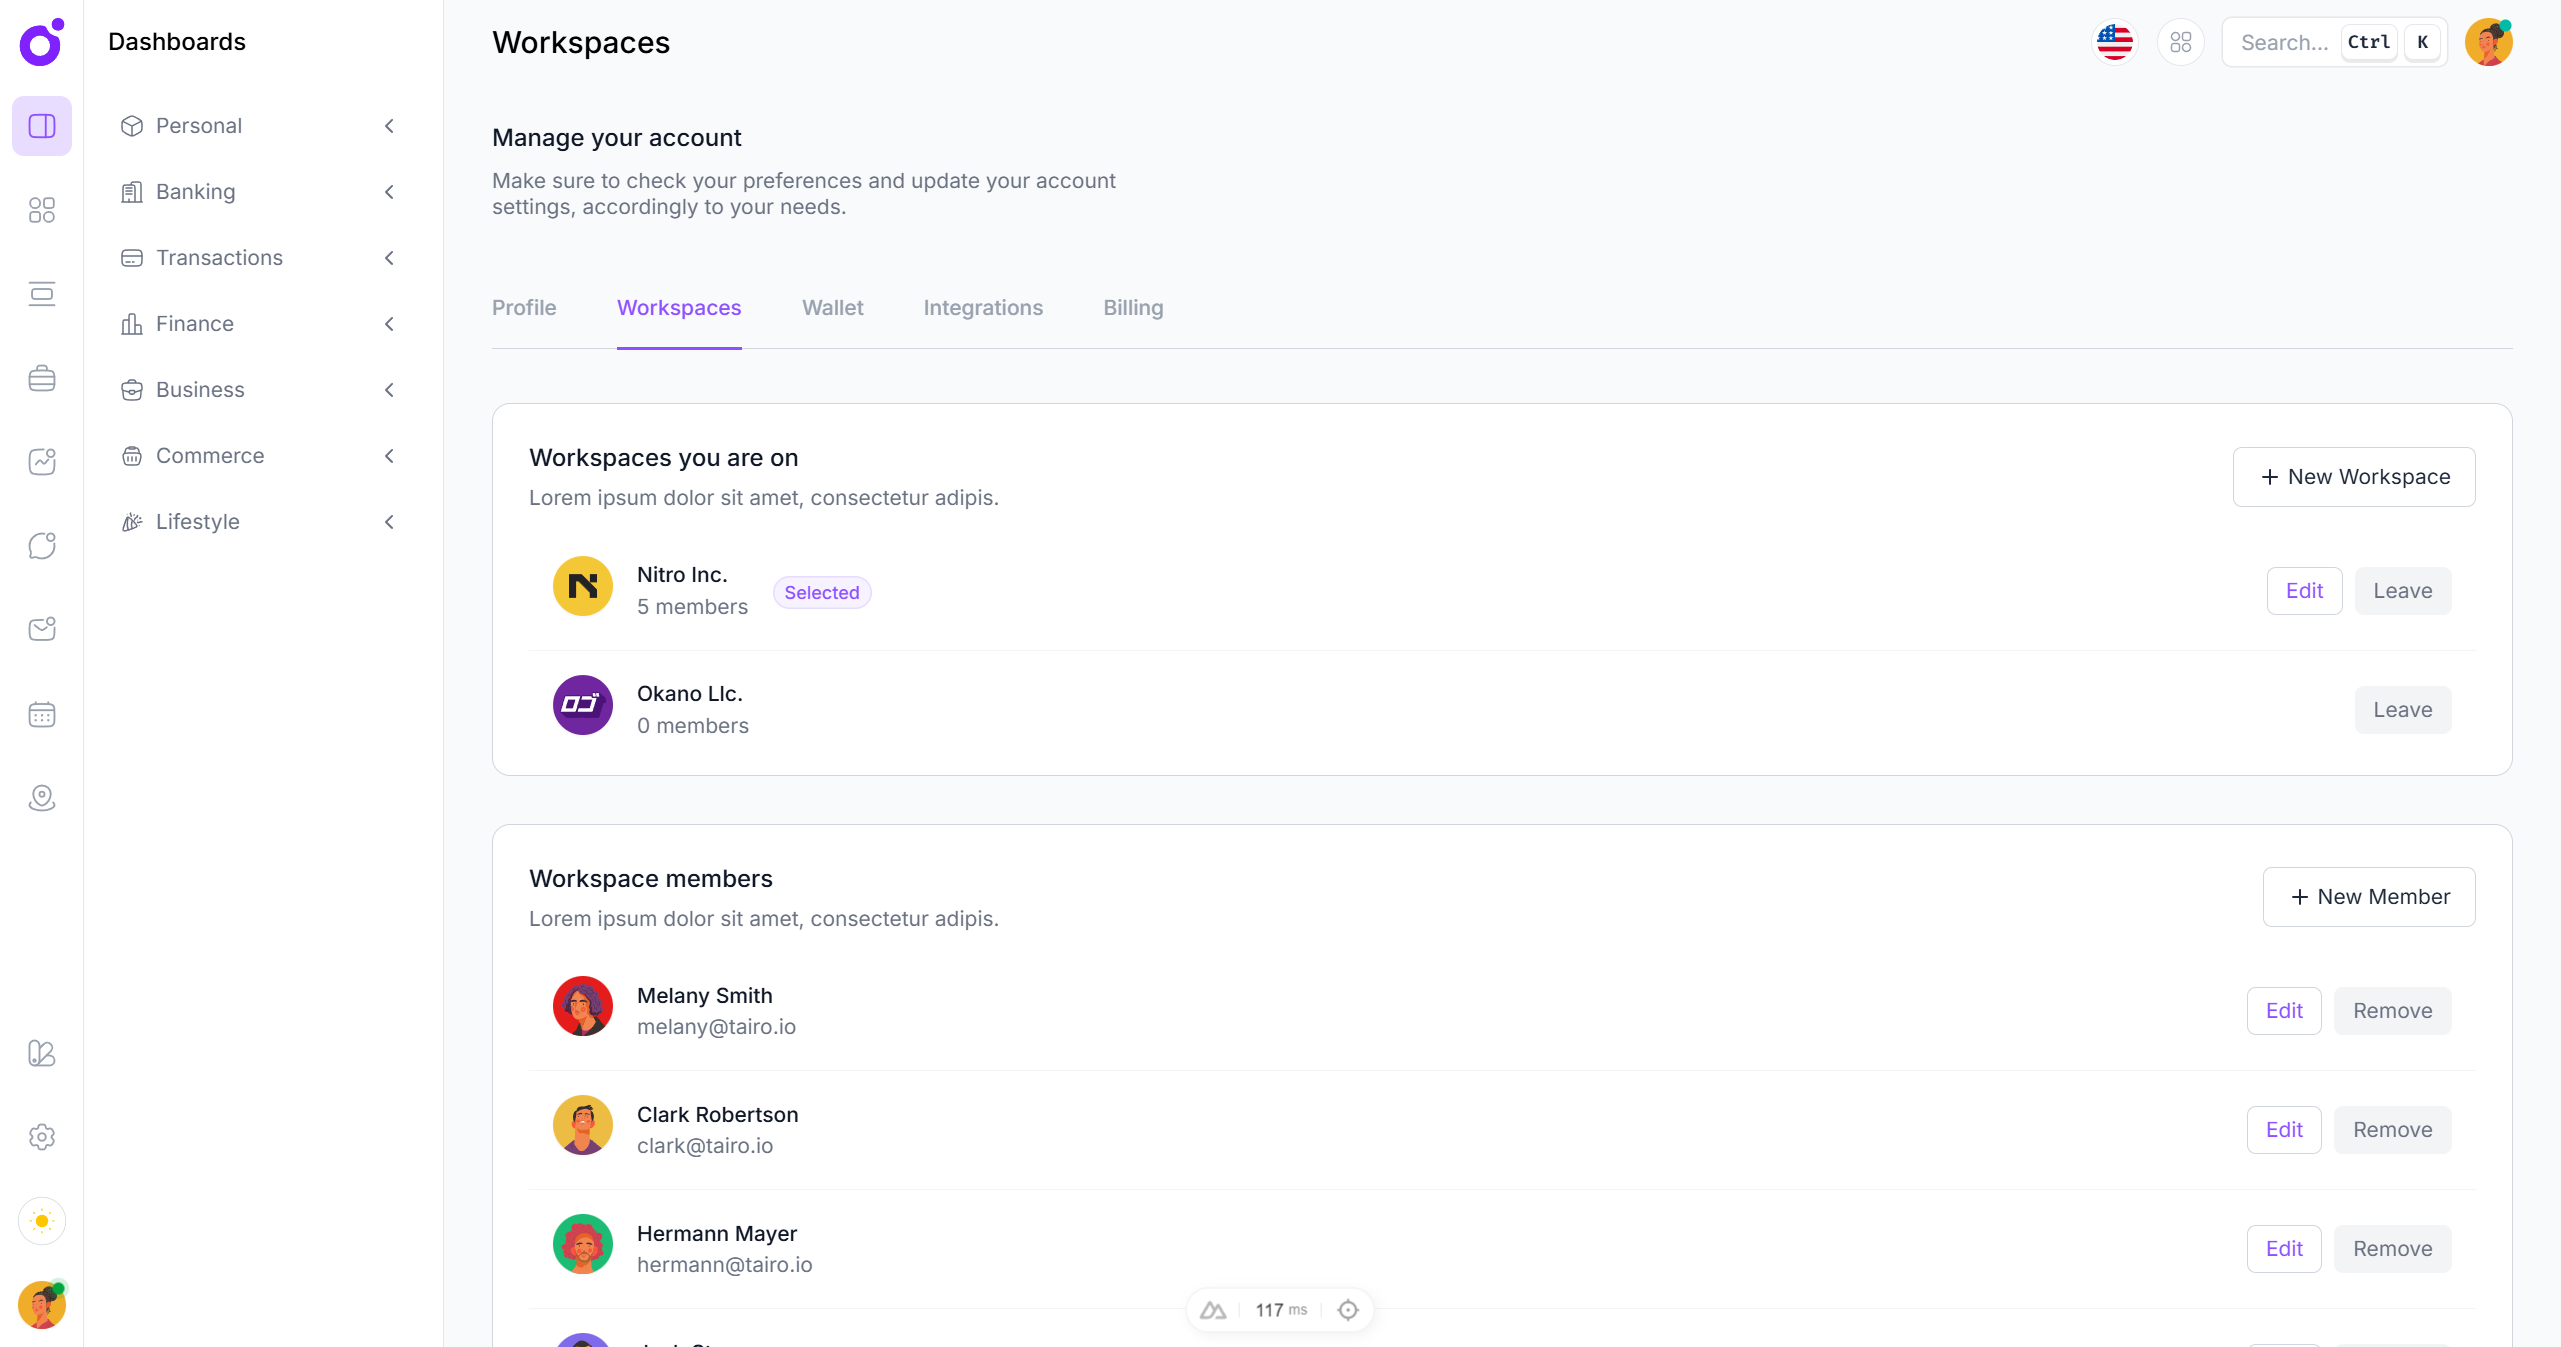 Dashboards
Personal
Banking
Transactions
Finance
Business
Commerce
Lifestyle
Workspaces
Search...
Ctrl
K
Manage your account
Make sure to check your preferences and update your account
settings, accordingly to your needs.
Profile
Workspaces
Wallet
Integrations
Billing
Workspaces you are on
Lorem ipsum dolor sit amet, consectetur adipis.
New Workspace
Nitro Inc.
5 members
Selected
Edit
Leave
ロゴ
Okano Llc.
0 members
Leave
Workspace members
Lorem ipsum dolor sit amet, consectetur adipis.
New Member
Melany Smith
melany@tairo.io
Edit
Remove
Clark Robertson
clark@tairo.io
Edit
Remove
Hermann Mayer
hermann@tairo.io
Edit
Remove
117 ms